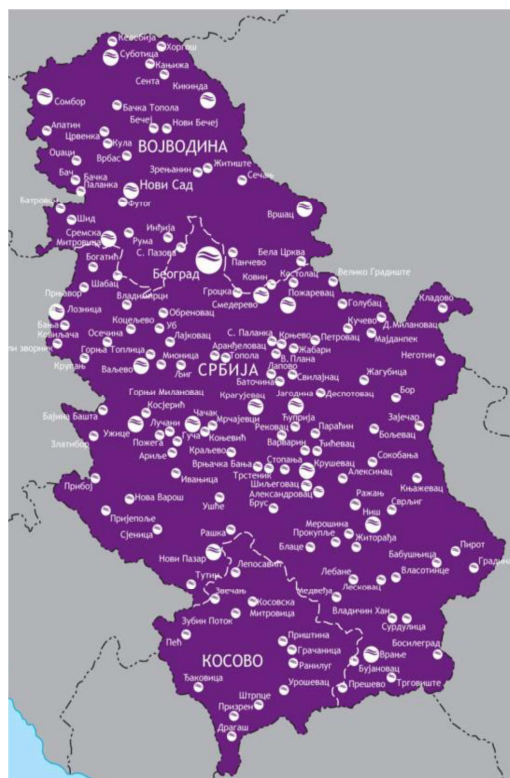 Келебија
Хоргош
Суботица
Кањижа
Сента
Кикинда
Сомбор
Бачка Топола
Бечеј
Нови Бечеј
Апатин
Црвенка
Кула
ВОЈВОДИНА
Оџаци
Врбас
Житиште
Зрењанин
Сечањ
Бач
Бачка
Паланка
Нови Сад
Футог
Шид
Вршац
Сремска
Митровица
Рума
Инђија
С. Пазова
Панчево
Бела Црква
Богатић
Београд
Ковин
Костолац
Велико Градиште
Шабац
Гроцка
Прњавор
Смедерево
Пожаревац
Голубац
Кладово
Лозница
Владимирци
Обреновац
Бања
Ковиљача
Коцељево
Уб
Кучево
Д.Милановац
Осечина
Лајковац
С. Паланка
Крњево
Петровац
Мајданпек
Горња Топлица
Аранђеловац
Жабари
Неготин
Крупањ
Мионица
Топола
В. Плана
Ваљево
Љиг
СРБИЈА
Лапово
Свилајнац
Жагубица
Баточина
Горњи Милановац
Крагујевац
Јагодина
Деспотовац
Бор
Бајина Башта
Косјерић
Чачак
Мрчајевци
Ћуприја
Зајечар
Ужице
Лучани
Рековац
Параћин
Бољевац
Златибор
Пожега
Гуча
Коњевић
Варварин
Ћићевац
Ариље
Краљево
Стопања
Сокобања
Врњачка Бања
Крушевац
Прибој
Ивањица
Трстеник
Алексинац
Књажевац
Шиљеговац
Нова Варош
Александровац
Ушће
Брус
Ражањ
Сврљиг
Пријепоље
Ниш
Мерошина
Сјеница
Рашка
Прокупље
Житорађа
Блаце
Пирот
Нови Пазар
Бабушњица
Лепосавић
Лебане
Власотинце
Тутин
Лесковац
Звечањ
Медвеђа
Косовска
Митровица
Владичин Хан
Зубин Поток
Сурдулица
Пећ
Приштина
Босилеград
Грачаница
Врање
КОСОВО
Ранилуг
Бујановац
Ђаковица
Урошевац
Прешево
Трговиште
Штрпце
Призрен
Драгаш